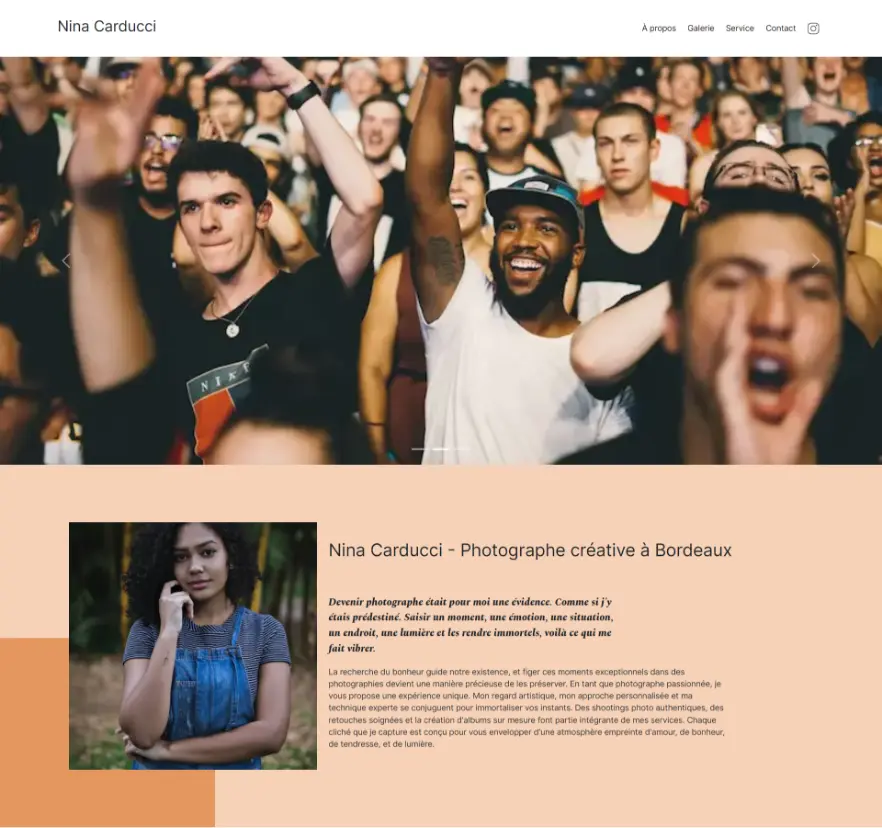 Nina Carducci
À propos Galerie Service Contact
NIKE
Nina Carducci - Photographe créative à Bordeaux
Devenir photographe était pour moi une évidence. Comme si j'y
étais prédestiné. Saisir un moment, une émotion, une situation,
un endroit, une lumière et les rendre immortels, voilà ce qui me
fait vibrer.
La recherche du bonheur guide notre existence, et figer ces moments exceptionnels dans des
photographies devient une manière précieuse de les préserver. En tant que photographe passionnée, je
vous propose une expérience unique. Mon regard artistique, mon approche personnalisée et ma
technique experte se conjuguent pour immortaliser vos instants. Des shootings photo authentiques, des
retouches soignées et la création d'albums sur mesure font partie intégrante de mes services. Chaque
cliché que je capture est conçu pour vous envelopper d'une atmosphère empreinte d'amour, de bonheur,
de tendresse, et de lumière.